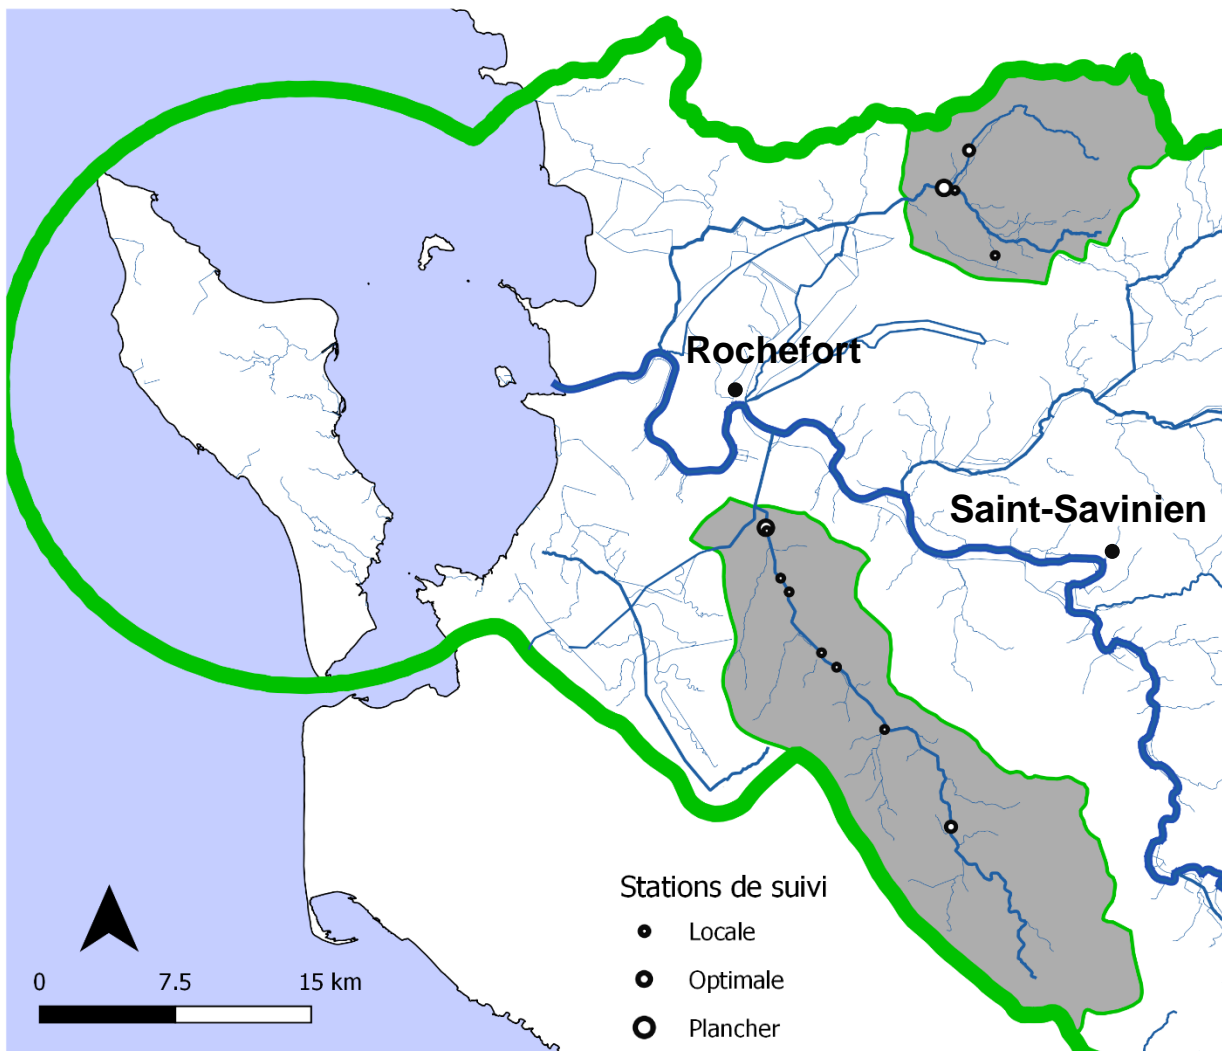 Rochefort
Saint-Savinien
Stations de suivi
Locale
Optimale
Plancher
0 7.5 15 km